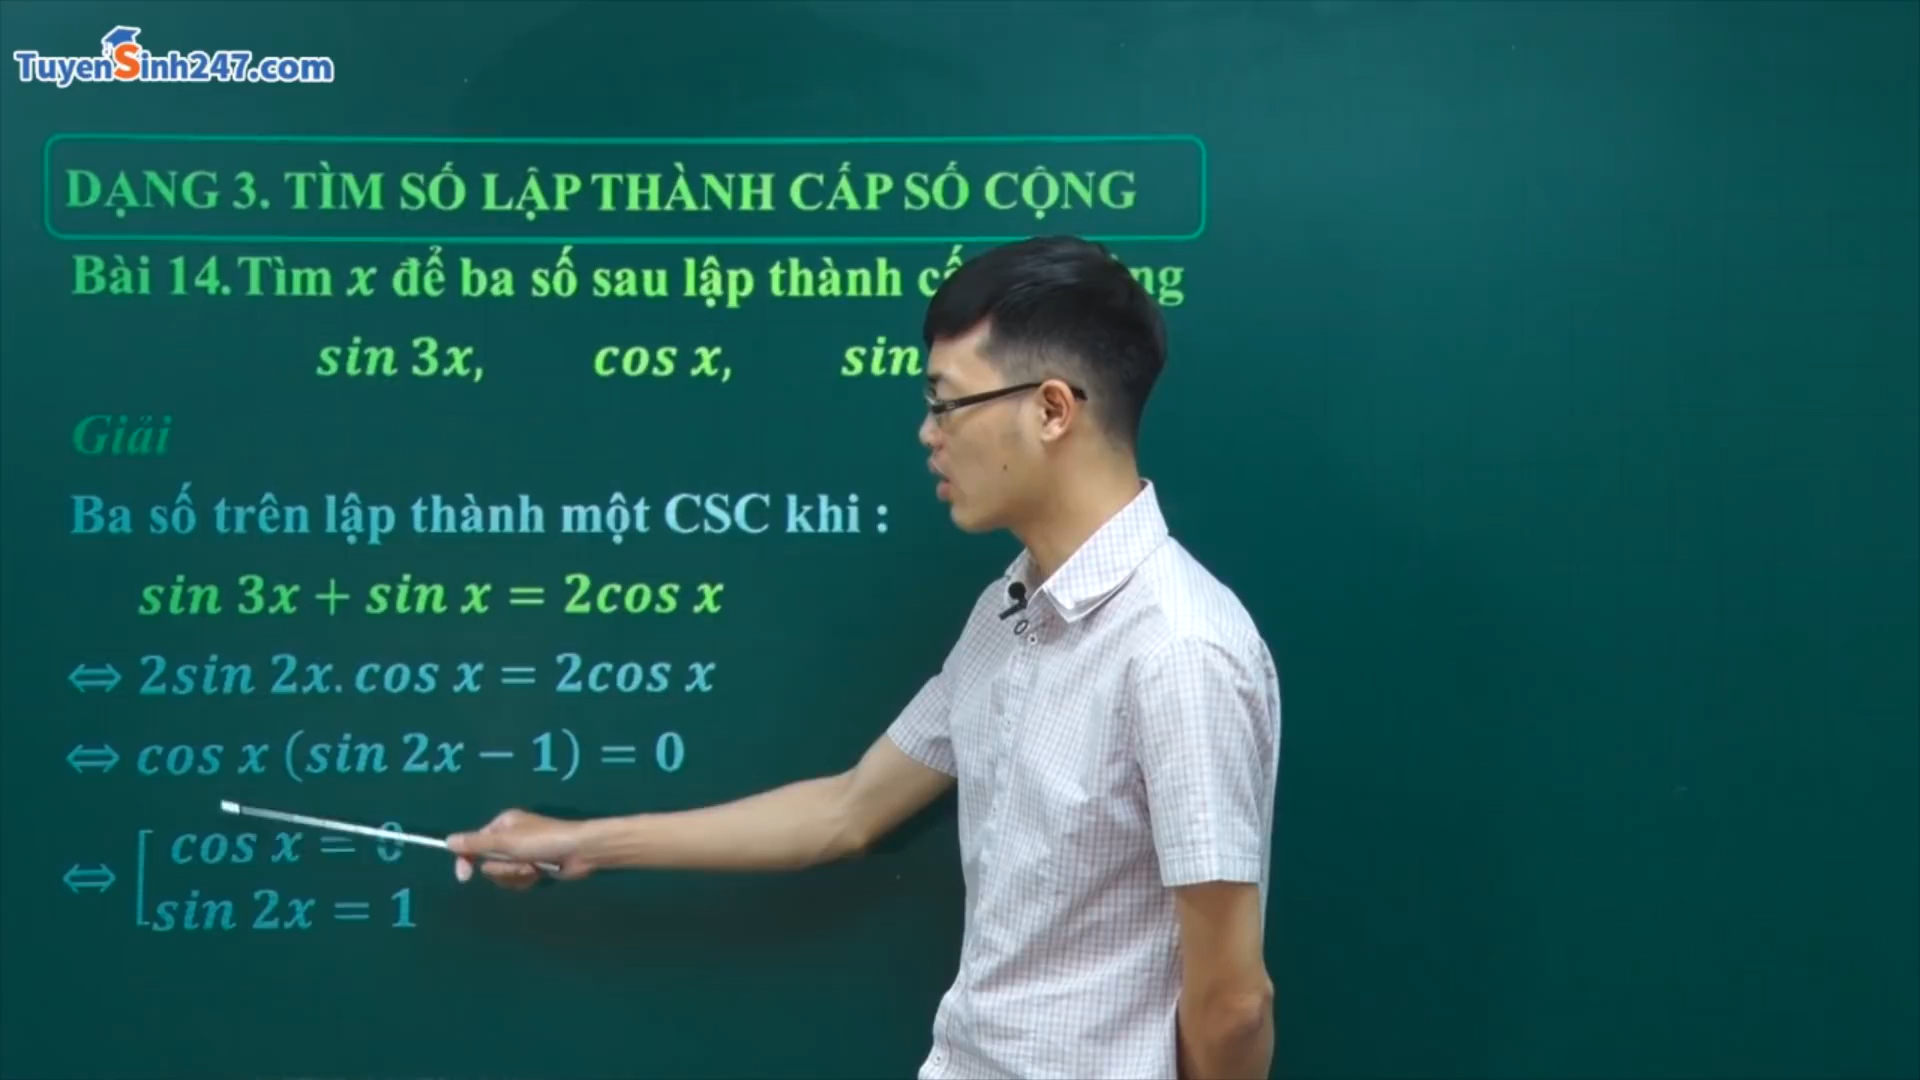 TuyenSinh247.com
DẠNG 3. TÌM SỐ LẬP THÀNH CẤP SỐ CỘNG
Bài 14. Tìm x để ba số sau lập thành
sin 3x, cos x, sin
Giải
Ba số trên lập thành một CSC khi :
sin 3x + sin x = 2cos x
⇔ 2sin 2x. cos x = 2cos x
⇔ cos x (sin 2x − 1) = 0
⇔ [ cos x = 0
sin 2x = 1